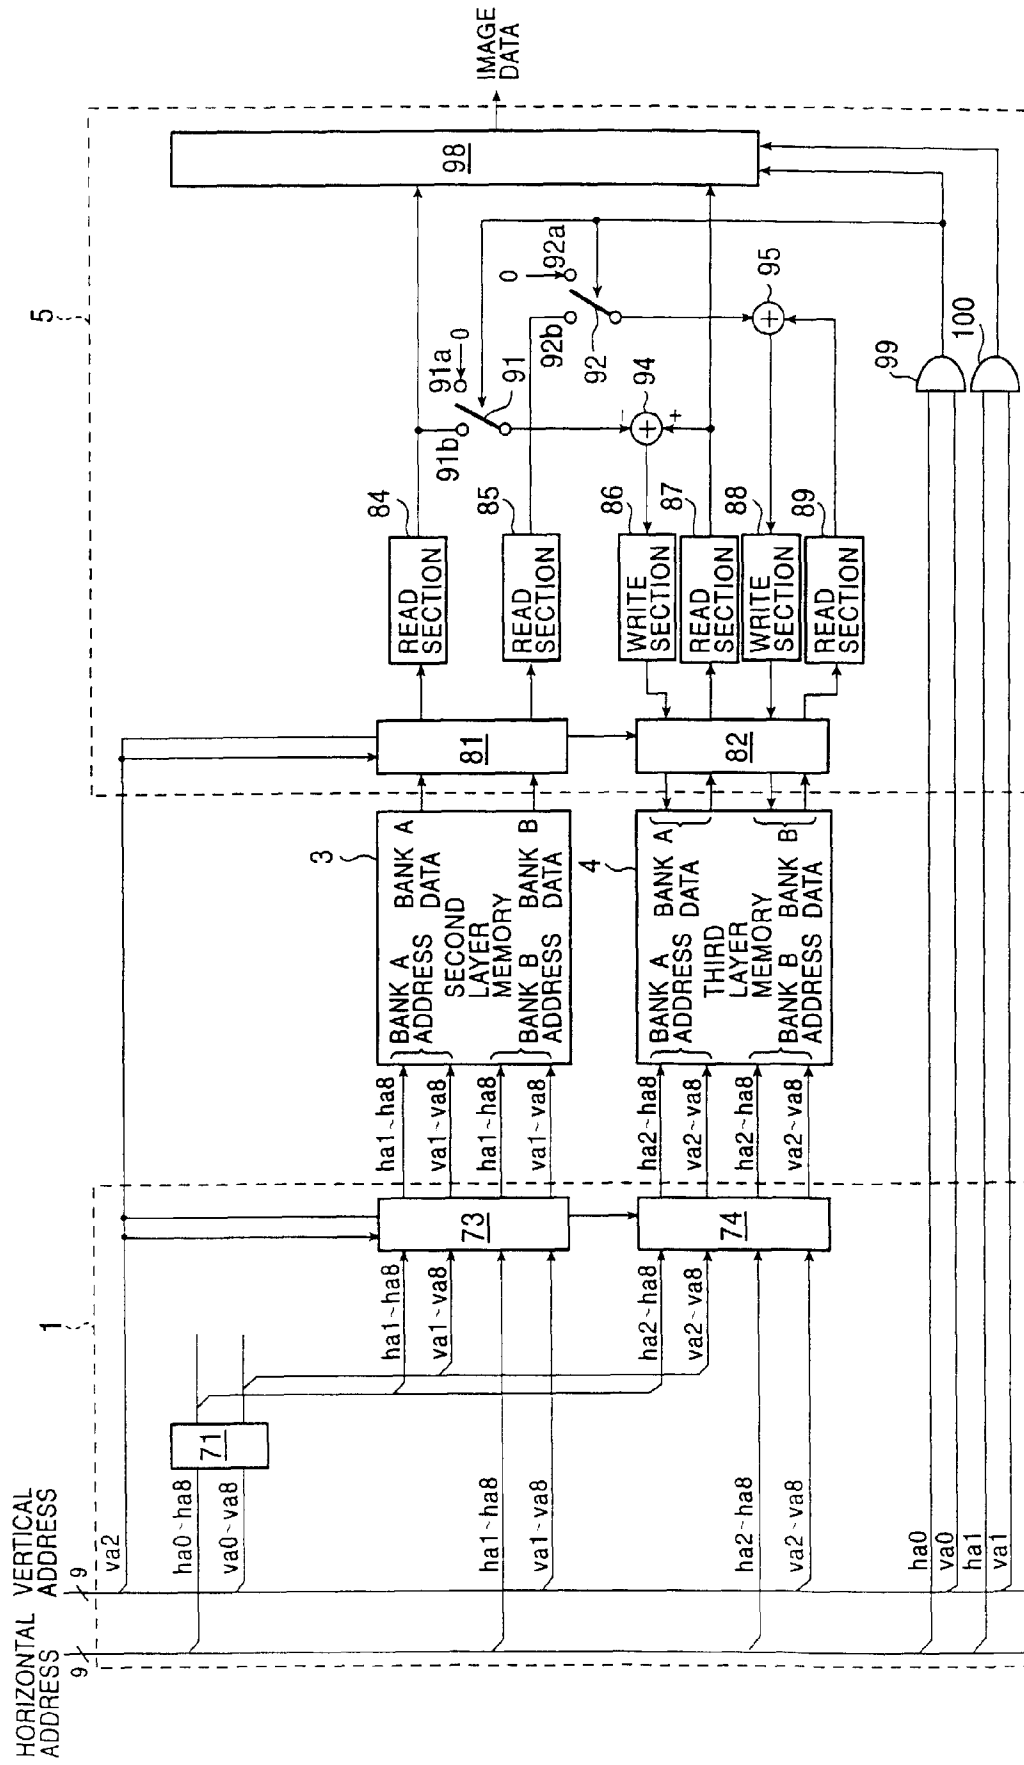 HORIZONTAL
ADDRESS
VERTICAL
ADDRESS
9
9
1
va2
ha0~ha8
va0~va8
71
ha1~ha8
va1~va8
ha2~ha8
va2~va8
ha0
va0
ha1
va1
ha1~ha8
va1~va8
ha2~ha8
va2~va8
73
74
ha1~ha8
va1~va8
ha1~ha8
va1~va8
ha2~ha8
va2~va8
ha2~ha8
va2~va8
3
BANK A
ADDRESS
BANK A
DATA
SECOND
LAYER
MEMORY
BANK B
ADDRESS
BANK B
DATA
4
BANK A
ADDRESS
BANK A
DATA
THIRD
LAYER
MEMORY
BANK B
ADDRESS
BANK B
DATA
5
81
82
READ
SECTION
84
READ
SECTION
85
WRITE
SECTION
86
READ
SECTION
87
WRITE
SECTION
88
READ
SECTION
89
91b
91a
0
91
92b
92a
0
92
94
−
+
+
95
+
99
100
98
IMAGE
DATA